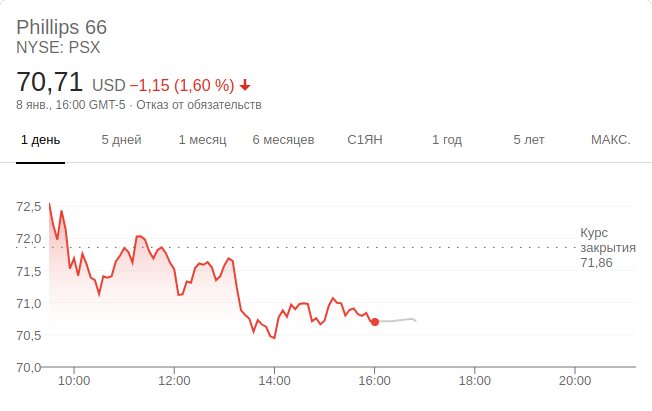 Phillips 66
NYSE: PSX
70,71 USD −1,15 (1,60 %)
8 янв., 16:00 GMT-5 · Отказ от обязательств
1 день 5 дней 1 месяц 6 месяцев С1ЯН 1 год 5 лет МАКС.
72,5
72,0
71,5
71,0
70,5
70,0
Курс
закрытия
71,86
10:00 12:00 14:00 16:00 18:00 20:00